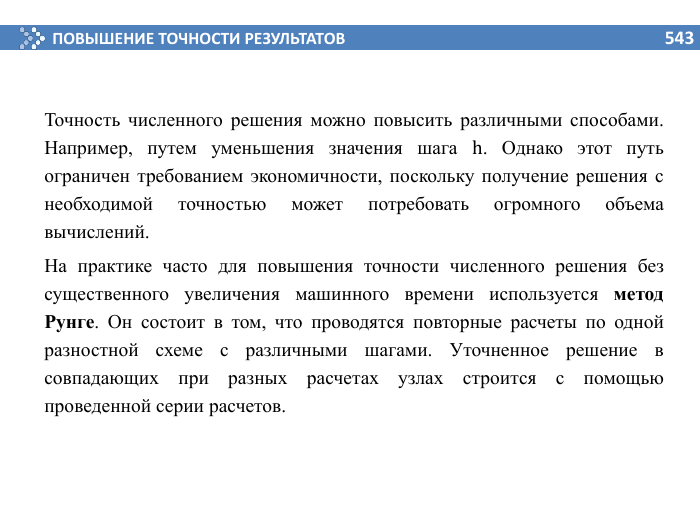 ПОВЫШЕНИЕ ТОЧНОСТИ РЕЗУЛЬТАТОВ 543
Точность численного решения можно повысить различными способами.
Например, путем уменьшения значения шага h. Однако этот путь
ограничен требованием экономичности, поскольку получение решения с
необходимой точностью может потребовать огромного объема
вычислений.
На практике часто для повышения точности численного решения без
существенного увеличения машинного времени используется метод
Рунге. Он состоит в том, что проводятся повторные расчеты по одной
разностной схеме с различными шагами. Уточненное решение в
совпадающих при разных расчетах узлах строится с помощью
проведенной серии расчетов.